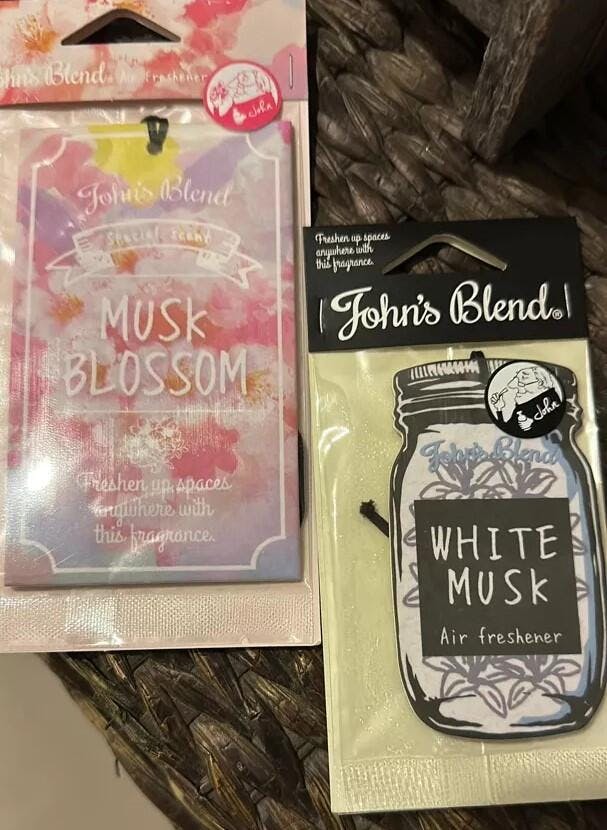 John's Blend Air Freshener
John
John's Blend
Special scent
MUSK
BLOSSOM
Freshen up spaces
anywhere with
this fragrance.
Freshen up spaces
anywhere with
this fragrance.
John's Blend®
John
John's Blend
WHITE
MUSK
Air freshener